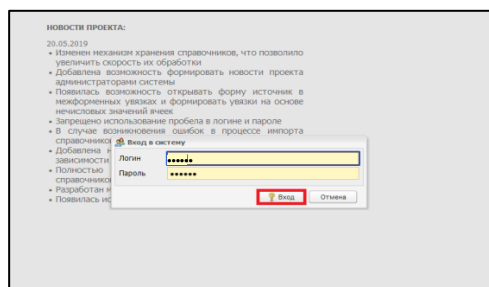 НОВОСТИ ПРОЕКТА:
20.05.2019
• Изменен механизм хранения справочников, что позволило
увеличить скорость их обработки
• Добавлена возможность формировать новости проекта
администраторами системы
• Появилась возможность открывать форму источник в
межформенных увязках и формировать увязки на основе
нечисловых значений ячеек
• Запрещено использование пробела в логине и пароле
• В случае возникновения ошибок в процессе импорта
справочнико
• Добавлена
зависимости
• Полностью
справочнико
• Разработан
• Появилась
Вход в систему
Логин
Пароль
Вход
Отмена